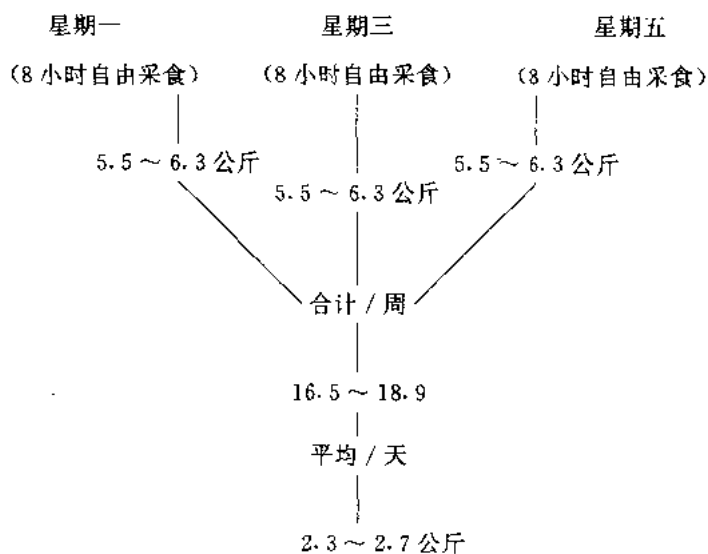 星期一 星期三 星期五
(8 小时自由采食) (8 小时自由采食) (8 小时自由采食)
5.5～6.3 公斤 5.5～6.3 公斤 5.5～6.3 公斤
合计 / 周
16.5～18.9
平均 / 天
2.3～2.7 公斤